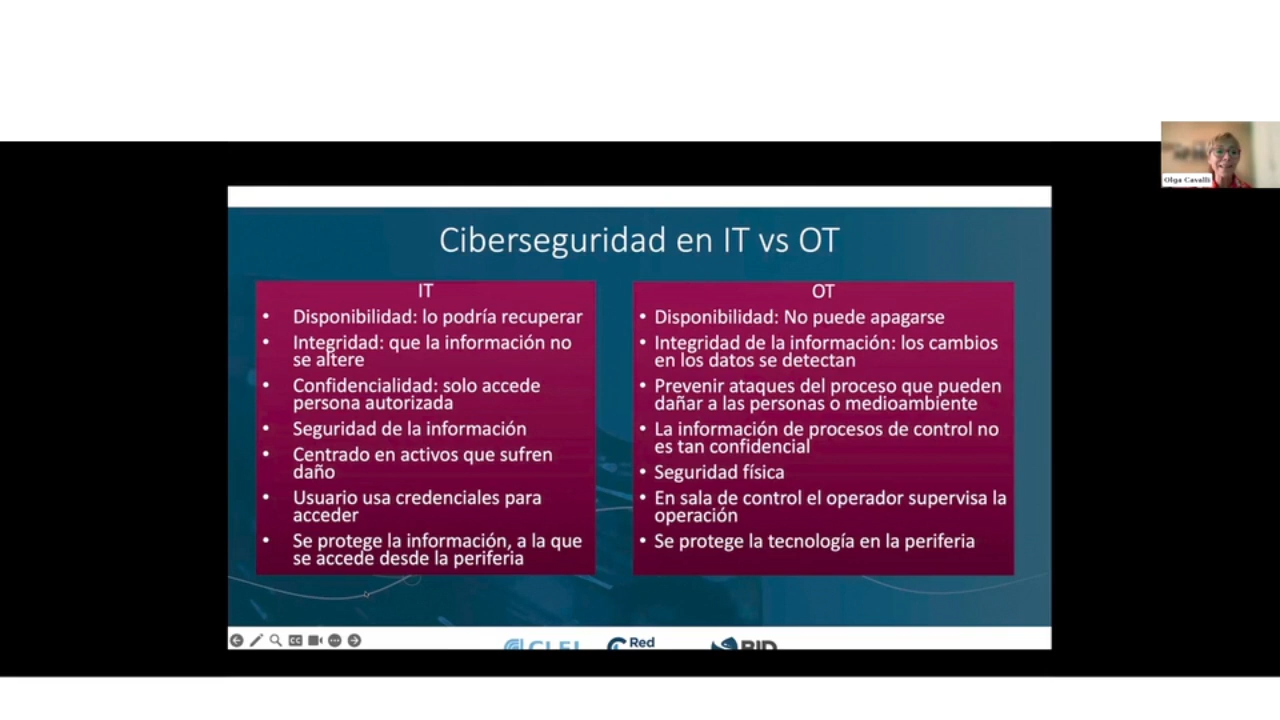 Olga Cavalli
Ciberseguridad en IT vs OT
IT
• Disponibilidad: lo podría recuperar
• Integridad: que la información no
se altere
• Confidencialidad: solo accede
persona autorizada
• Seguridad de la información
• Centrado en activos que sufren
daño
• Usuario usa credenciales para
acceder
• Se protege la información, a la que
se accede desde la periferia
OT
• Disponibilidad: No puede apagarse
• Integridad de la información: los cambios
en los datos se detectan
• Prevenir ataques del proceso que pueden
dañar a las personas o medioambiente
• La información de procesos de control no
es tan confidencial
• Seguridad física
• En sala de control el operador supervisa la
operación
• Se protege la tecnología en la periferia
CC
Red
BID